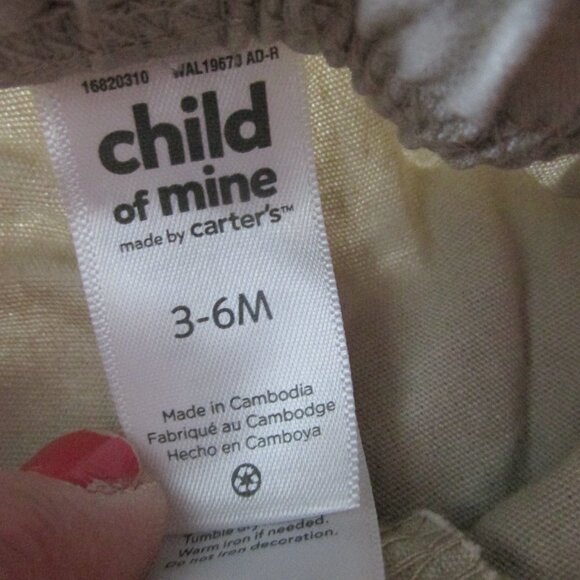 16820310 WAL19673 AD-R
child
of mine
made by carter's™
3-6M
Made in Cambodia
Fabriqué au Cambodge
Hecho en Camboya
Tumble
Warm iron if needed.
Do not iron decoration.